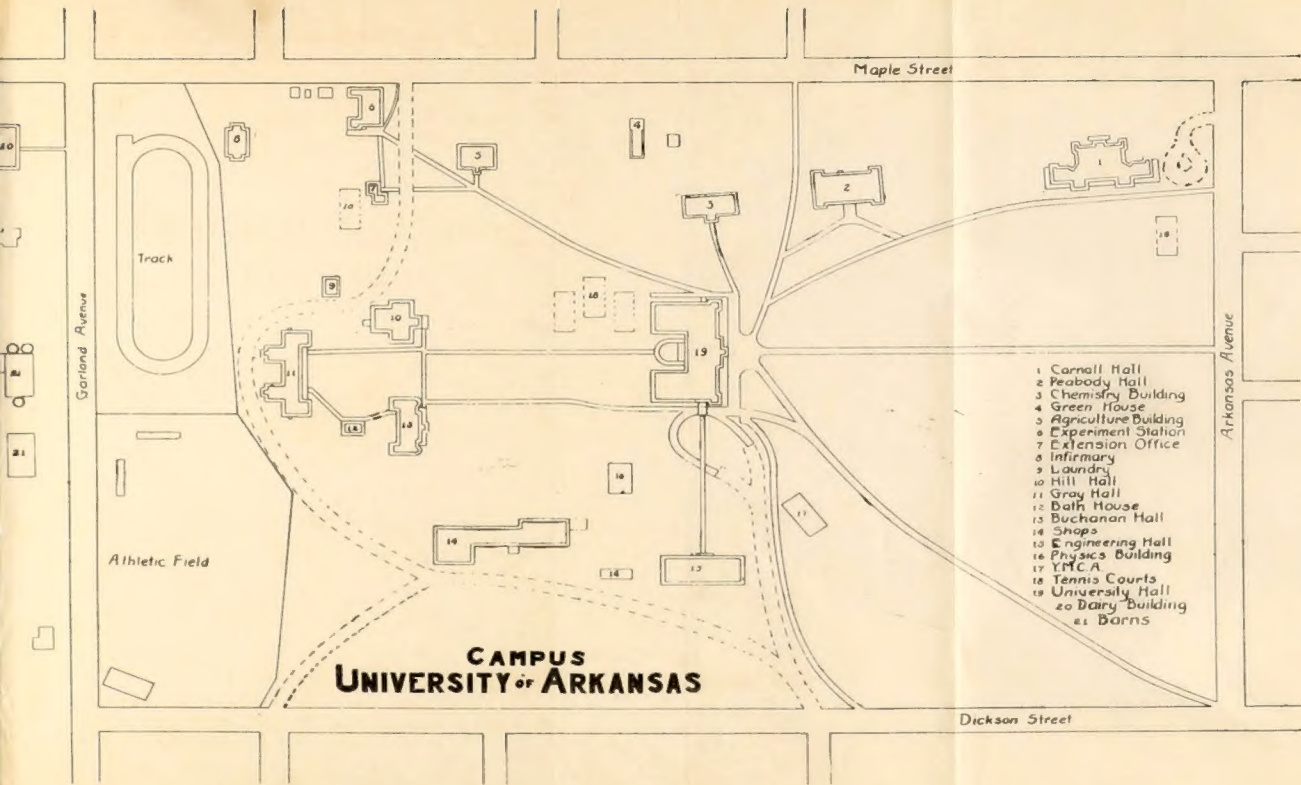 Maple Street
6
8
4
5
20
1
2
7
18
3
18
Track
9
18
10
Garland Avenue
Arkansas Avenue
19
11
21
1 Carnall Hall
2 Peabody Hall
3 Chemistry Building
4 Green House
5 Agriculture Building
6 Experiment Station
7 Extension Office
8 Infirmary
9 Laundry
10 Hill Hall
11 Gray Hall
12 Bath House
13 Buchanan Hall
14 Shops
15 Engineering Hall
16 Physics Building
17 Y.M.C.A.
18 Tennis Courts
19 University Hall
20 Dairy Building
21 Barns
12
13
21
16
17
14
Athletic Field
14
15
CAMPUS
UNIVERSITY OF ARKANSAS
Dickson Street